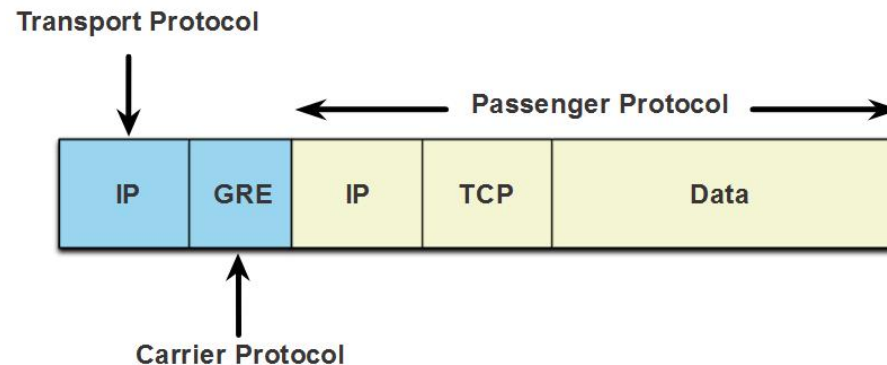 Transport Protocol
Passenger Protocol
IP GRE IP TCP Data
Carrier Protocol